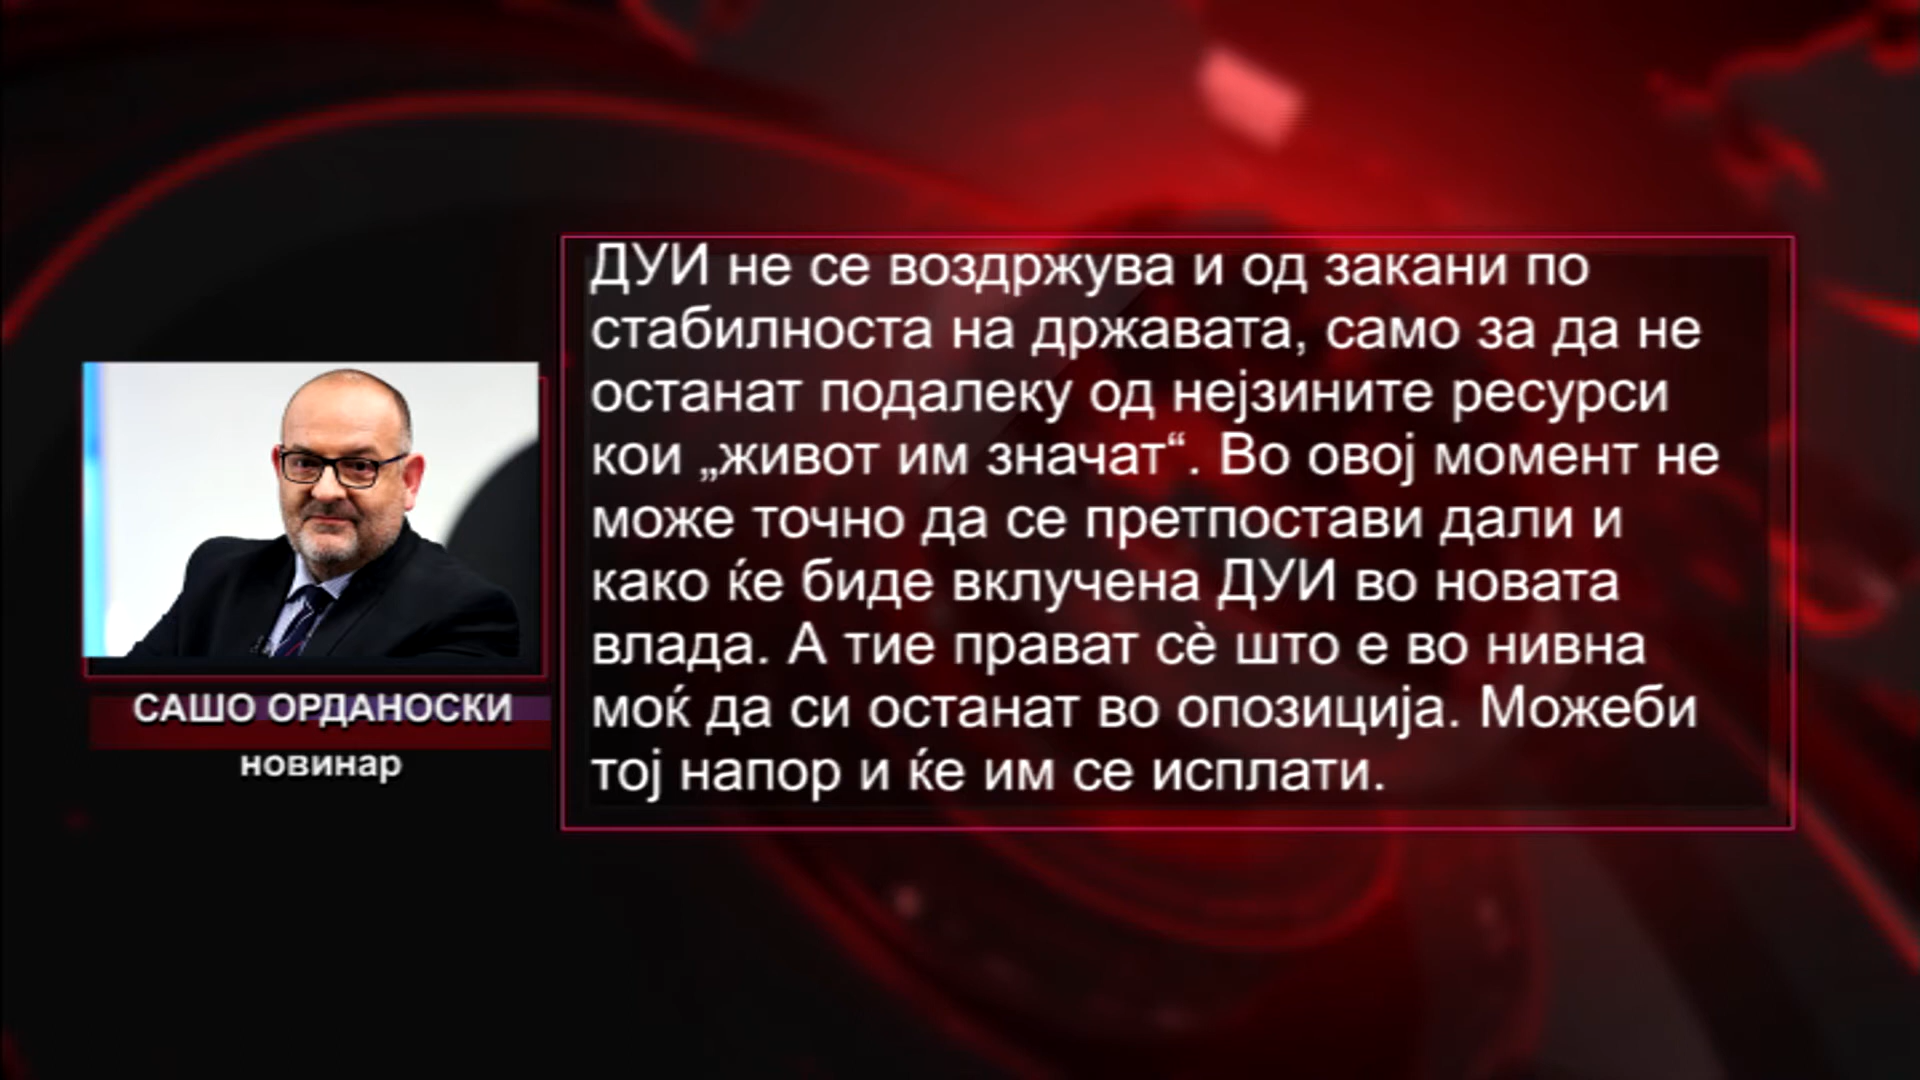 ДУИ не се воздржува и од закани по
стабилноста на државата, само за да не
останат подалеку од нејзините ресурси
кои „живот им значат“. Во овој момент не
може точно да се претпостави дали и
како ќе биде вклучена ДУИ во новата
влада. А тие прават сѐ што е во нивна
моќ да си останат во опозиција. Можеби
тој напор и ќе им се исплати.
САШО ОРДАНОСКИ
новинар